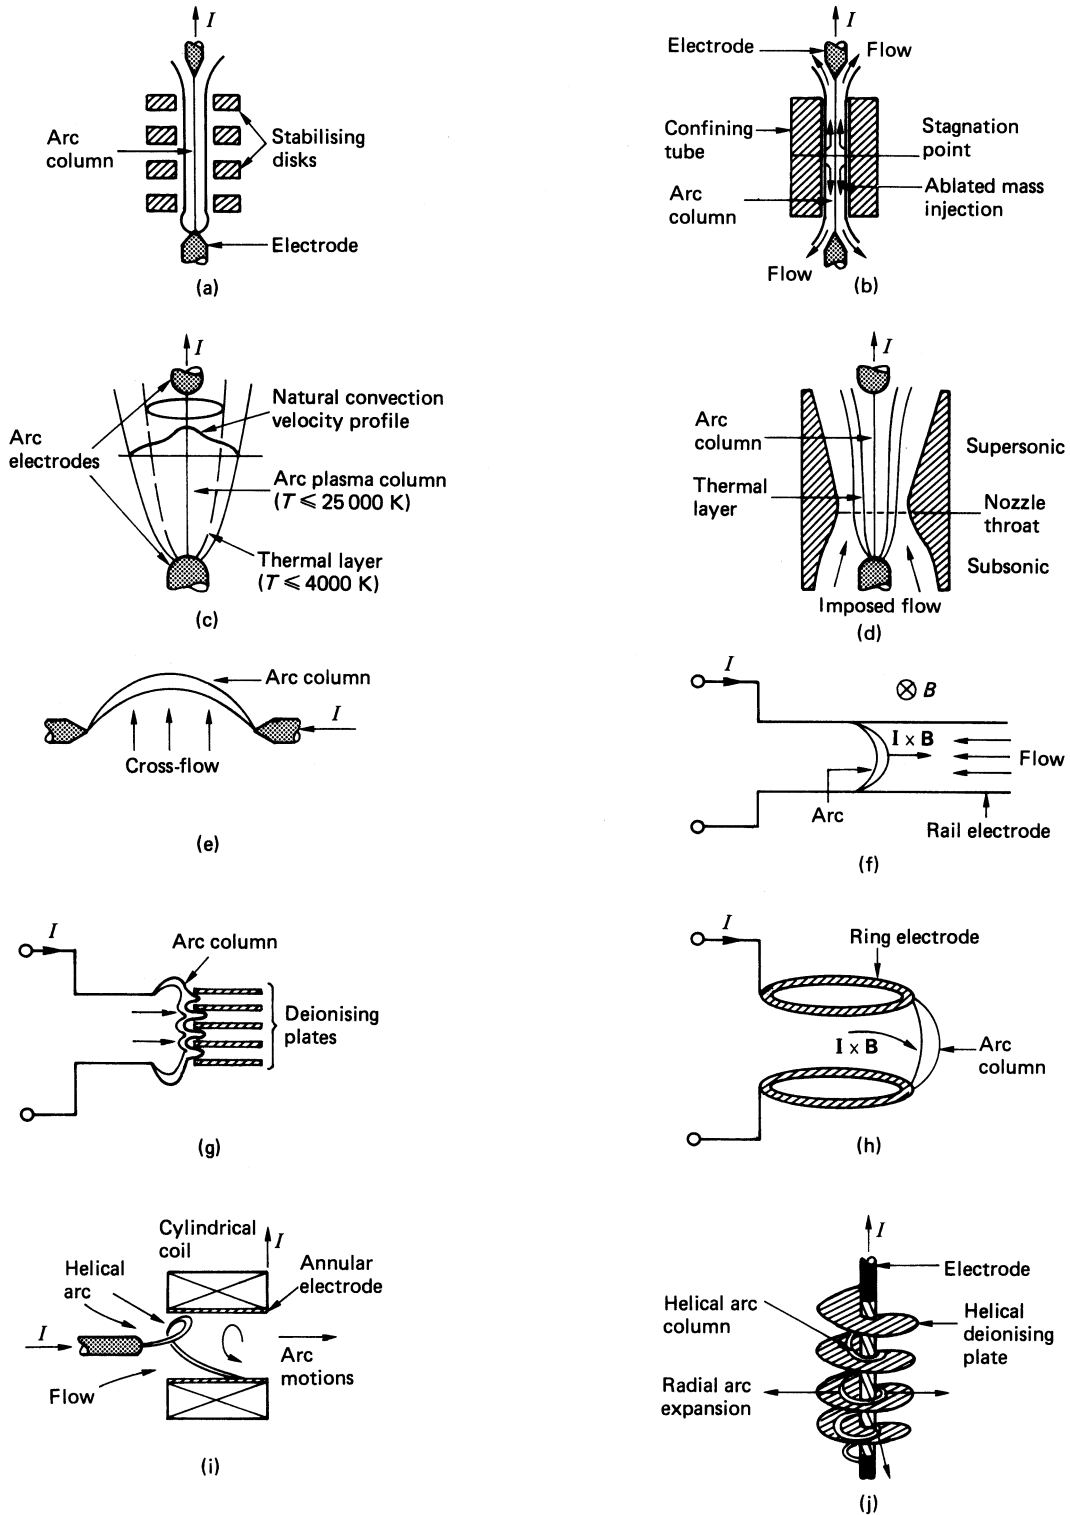 I
Arc
column
Stabilising
disks
Electrode
(a)
I
Electrode
Flow
Confining
tube
Stagnation
point
Arc
column
Ablated mass
injection
Flow
(b)
I
Natural convection
velocity profile
Arc
electrodes
Arc plasma column
(T ⩽ 25 000 K)
Thermal layer
(T ⩽ 4000 K)
(c)
I
Arc
column
Supersonic
Thermal
layer
Nozzle
throat
Subsonic
Imposed flow
(d)
Arc column
I
Cross-flow
(e)
I
⊗ B
I × B
Flow
Arc
Rail electrode
(f)
I
Arc column
Deionising
plates
(g)
I
Ring electrode
I × B
Arc
column
(h)
Cylindrical
coil
I
Helical
arc
Annular
electrode
I
Flow
Arc
motions
(i)
I
Electrode
Helical arc
column
Helical
deionising
plate
Radial arc
expansion
(j)